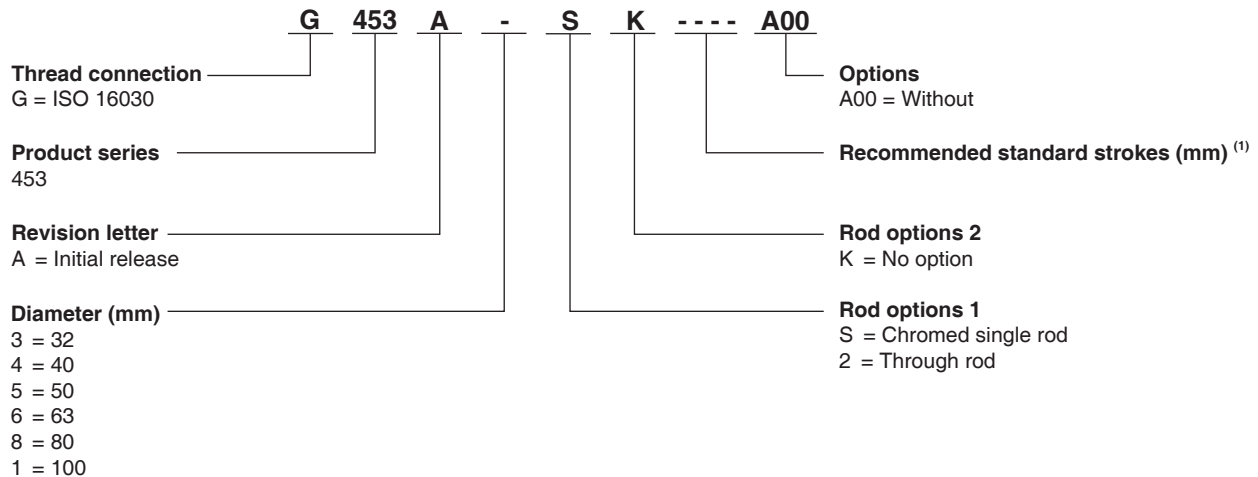 G 453 A - S K - - - - A00
Thread connection
G = ISO 16030
Product series
453
Revision letter
A = Initial release
Diameter (mm)
3 = 32
4 = 40
5 = 50
6 = 63
8 = 80
1 = 100
Options
A00 = Without
Recommended standard strokes (mm) (1)
Rod options 2
K = No option
Rod options 1
S = Chromed single rod
2 = Through rod